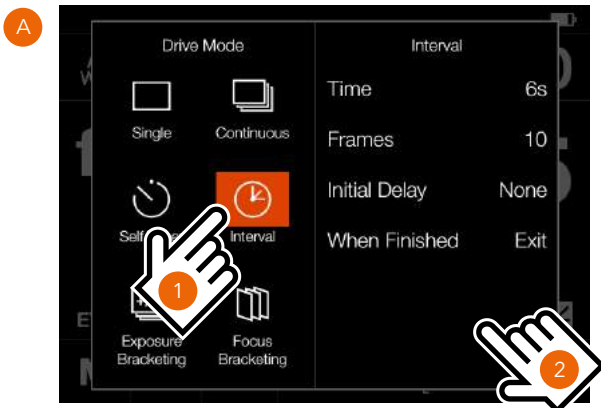 A
Drive Mode
Interval
Single
Continuous
Time 6s
Frames 10
Initial Delay None
Interval
When Finished Exit
1
Exposure
Bracketing
Focus
Bracketing
2